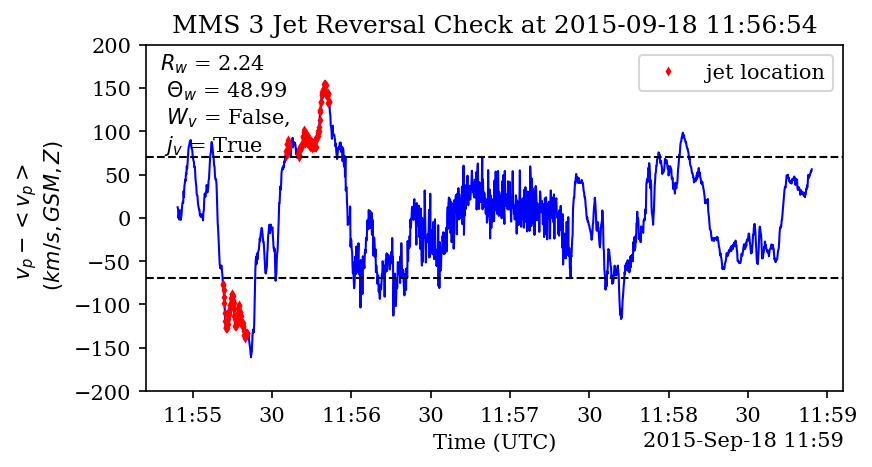 MMS 3 Jet Reversal Check at 2015-09-18 11:56:54
200
150
100
50
0
−50
−100
−150
−200
v_p − < v_p >
(km/s, GSM, Z)
R_w = 2.24
Θ_w = 48.99
W_v = False,
j_v = True
jet location
11:55 30 11:56 30 11:57 30 11:58 30 11:59
Time (UTC)
2015-Sep-18 11:59